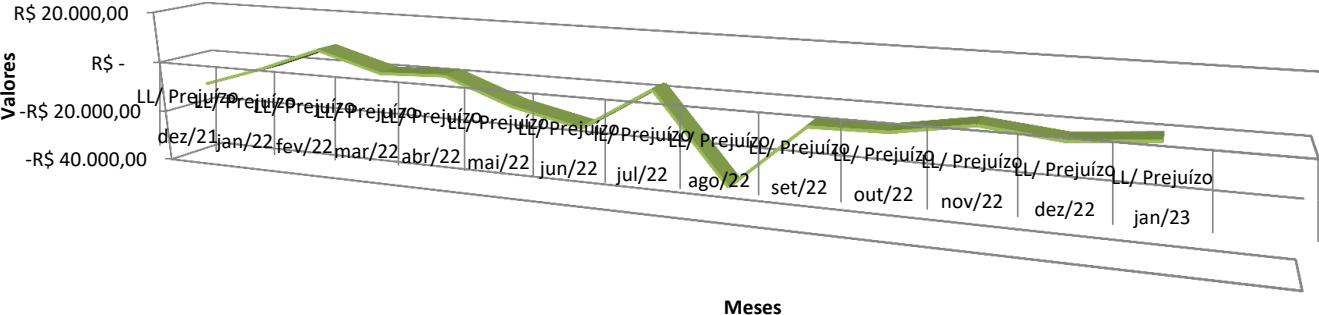 R$ 20.000,00
R$ -
-R$ 20.000,00
-R$ 40.000,00
Valores
LL/ Prejuízo
dez/21
LL/ Prejuízo
jan/22
LL/ Prejuízo
fev/22
LL/ Prejuízo
mar/22
LL/ Prejuízo
abr/22
LL/ Prejuízo
mai/22
LL/ Prejuízo
jun/22
LL/ Prejuízo
jul/22
LL/ Prejuízo
ago/22
LL/ Prejuízo
set/22
LL/ Prejuízo
out/22
LL/ Prejuízo
nov/22
LL/ Prejuízo
dez/22
LL/ Prejuízo
jan/23
Meses